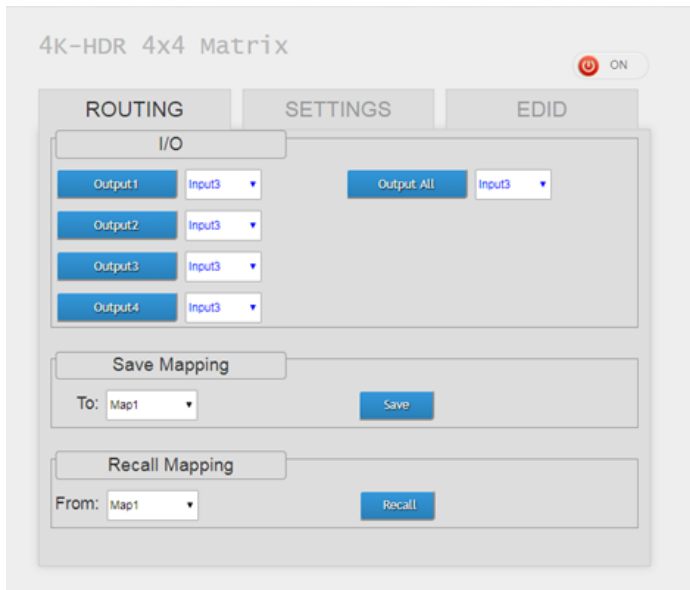 4K-HDR 4x4 Matrix
ON
ROUTING SETTINGS EDID
I/O
Output1 Input3 Output All Input3
Output2 Input3
Output3 Input3
Output4 Input3
Save Mapping
To: Map1 Save
Recall Mapping
From: Map1 Recall